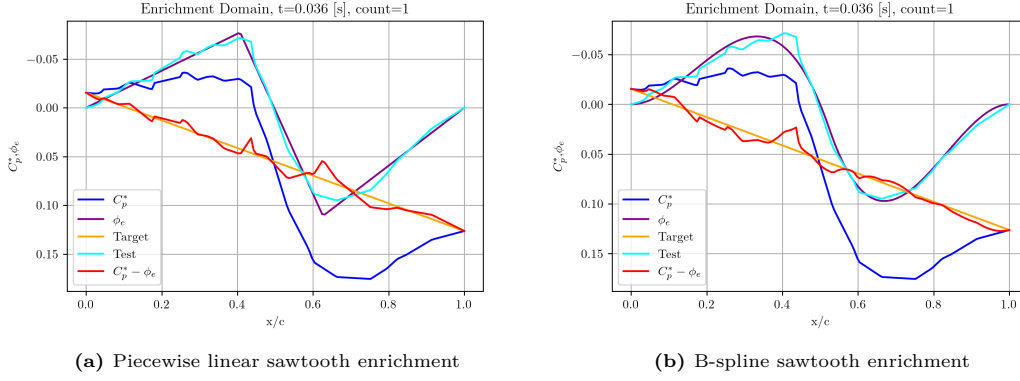 Enrichment Domain, t=0.036 [s], count=1
−0.05
0.00
0.05
0.10
0.15
C*p, ϕe
0.0
0.2
0.4
0.6
0.8
1.0
x/c
C*p
ϕe
Target
Test
C*p − ϕe
(a) Piecewise linear sawtooth enrichment
Enrichment Domain, t=0.036 [s], count=1
−0.05
0.00
0.05
0.10
0.15
C*p, ϕe
0.0
0.2
0.4
0.6
0.8
1.0
x/c
C*p
ϕe
Target
Test
C*p − ϕe
(b) B-spline sawtooth enrichment